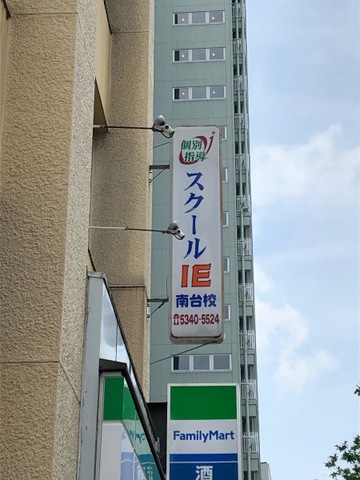 個別
指導
スクール
IE
南台校
☎5340-5524
FamilyMart
酒